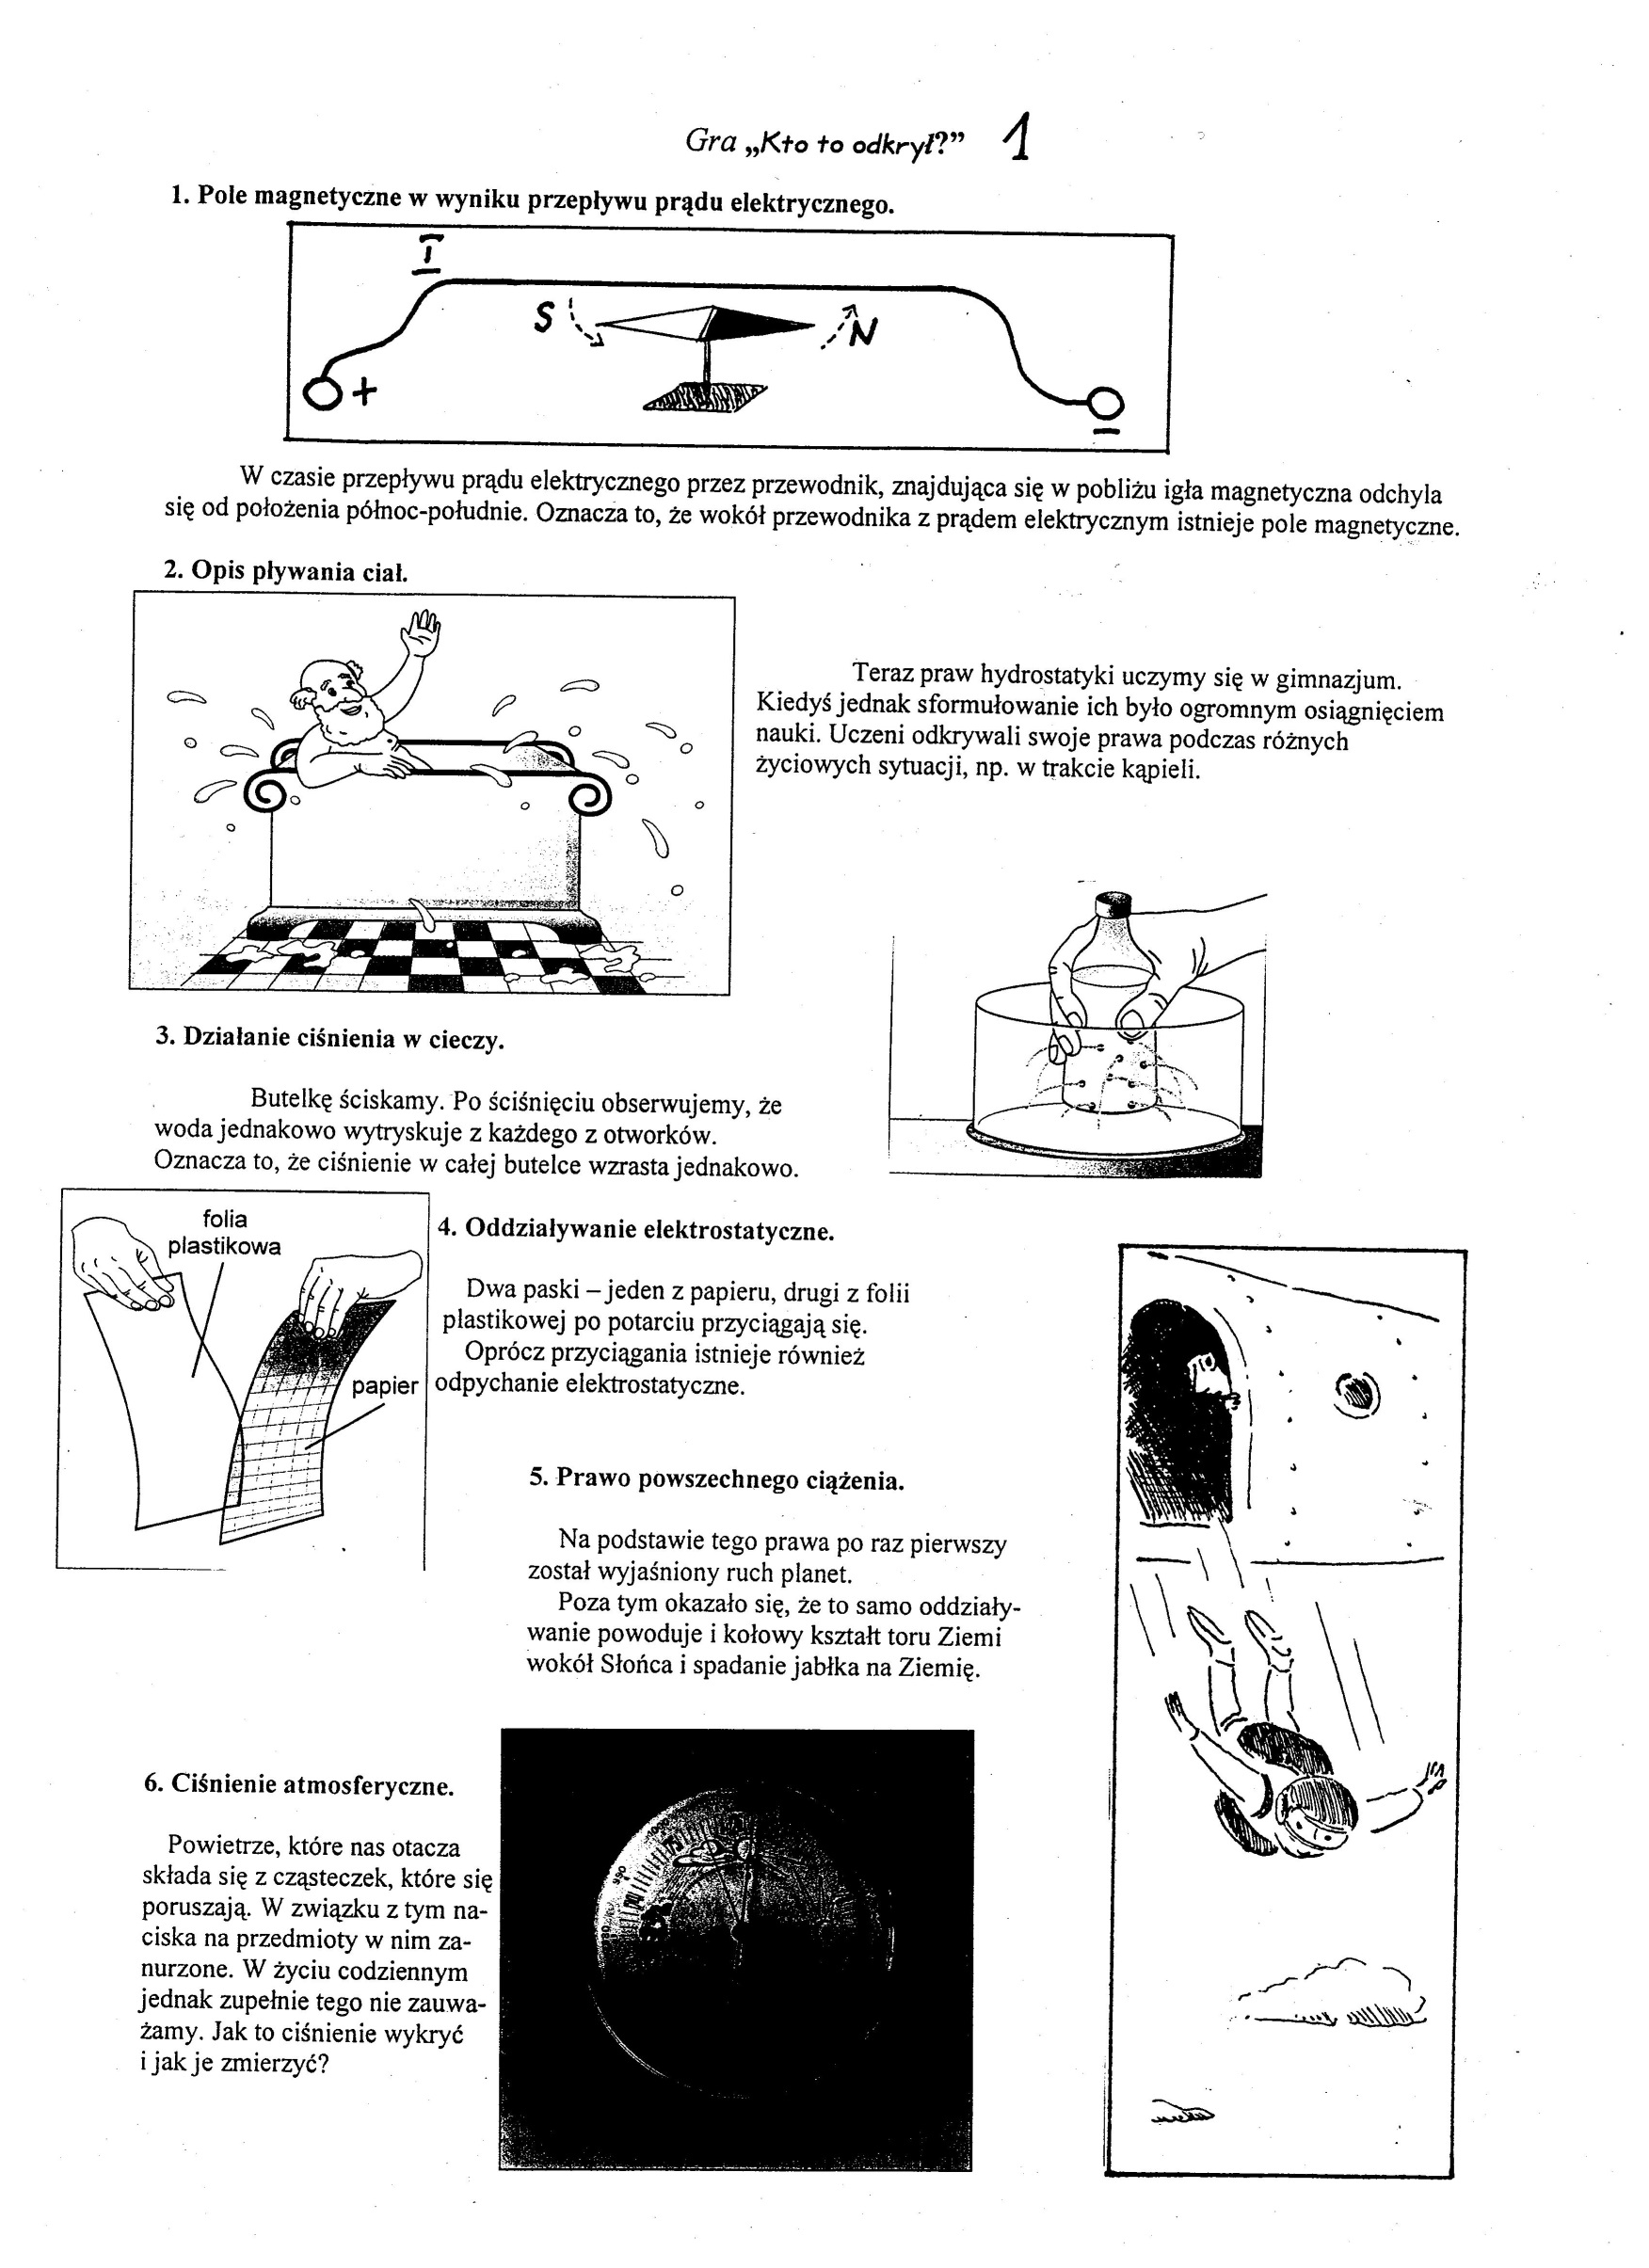 Gra „Kto to odkrył?” 1
1. Pole magnetyczne w wyniku przepływu prądu elektrycznego.
I
S
N
+
–
W czasie przepływu prądu elektrycznego przez przewodnik, znajdująca się w pobliżu igła magnetyczna odchyla
się od położenia północ-południe. Oznacza to, że wokół przewodnika z prądem elektrycznym istnieje pole magnetyczne.
2. Opis pływania ciał.
Teraz praw hydrostatyki uczymy się w gimnazjum.
Kiedyś jednak sformułowanie ich było ogromnym osiągnięciem
nauki. Uczeni odkrywali swoje prawa podczas różnych
życiowych sytuacji, np. w trakcie kąpieli.
3. Działanie ciśnienia w cieczy.
Butelkę ściskamy. Po ściśnięciu obserwujemy, że
woda jednakowo wytryskuje z każdego z otworków.
Oznacza to, że ciśnienie w całej butelce wzrasta jednakowo.
folia
plastikowa
papier
4. Oddziaływanie elektrostatyczne.
Dwa paski – jeden z papieru, drugi z folii
plastikowej po potarciu przyciągają się.
Oprócz przyciągania istnieje również
odpychanie elektrostatyczne.
5. Prawo powszechnego ciążenia.
Na podstawie tego prawa po raz pierwszy
został wyjaśniony ruch planet.
Poza tym okazało się, że to samo oddziały-
wanie powoduje i kołowy kształt toru Ziemi
wokół Słońca i spadanie jabłka na Ziemię.
6. Ciśnienie atmosferyczne.
Powietrze, które nas otacza
składa się z cząsteczek, które się
poruszają. W związku z tym na-
ciska na przedmioty w nim za-
nurzone. W życiu codziennym
jednak zupełnie tego nie zauwa-
żamy. Jak to ciśnienie wykryć
i jak je zmierzyć?